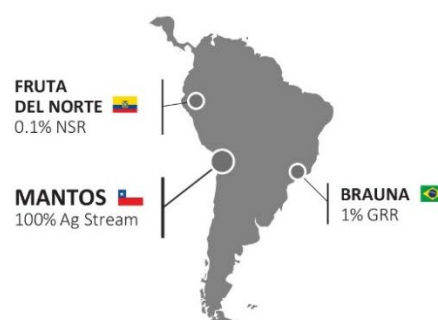 FRUTA
DEL NORTE
0.1% NSR
MANTOS
100% Ag Stream
BRAUNA
1% GRR